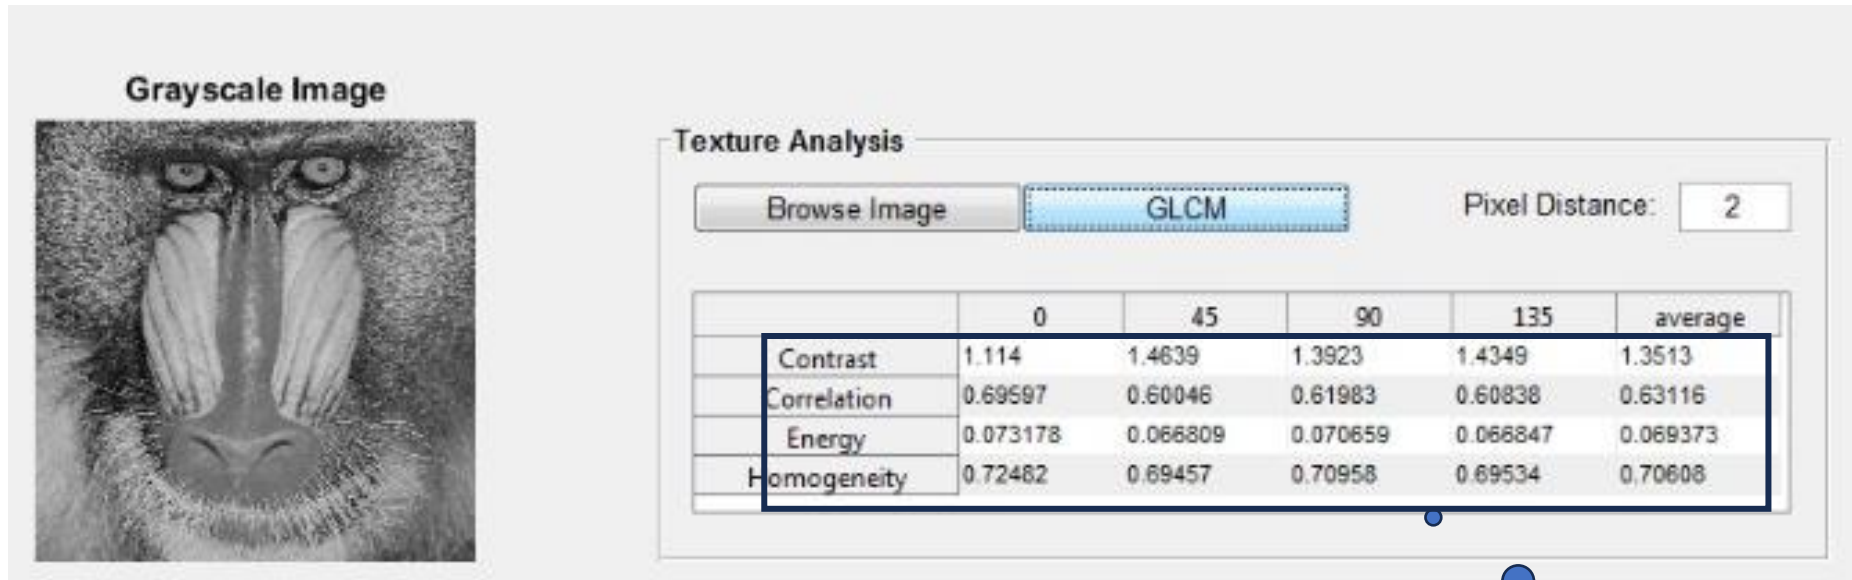 Grayscale Image
Texture Analysis
Browse Image GLCM Pixel Distance: 2
0 45 90 135 average
Contrast 1.114 1.4639 1.3923 1.4349 1.3513
Correlation 0.69597 0.60046 0.61983 0.60838 0.63116
Energy 0.073178 0.066809 0.070659 0.066847 0.069373
Homogeneity 0.72482 0.69457 0.70958 0.69534 0.70608